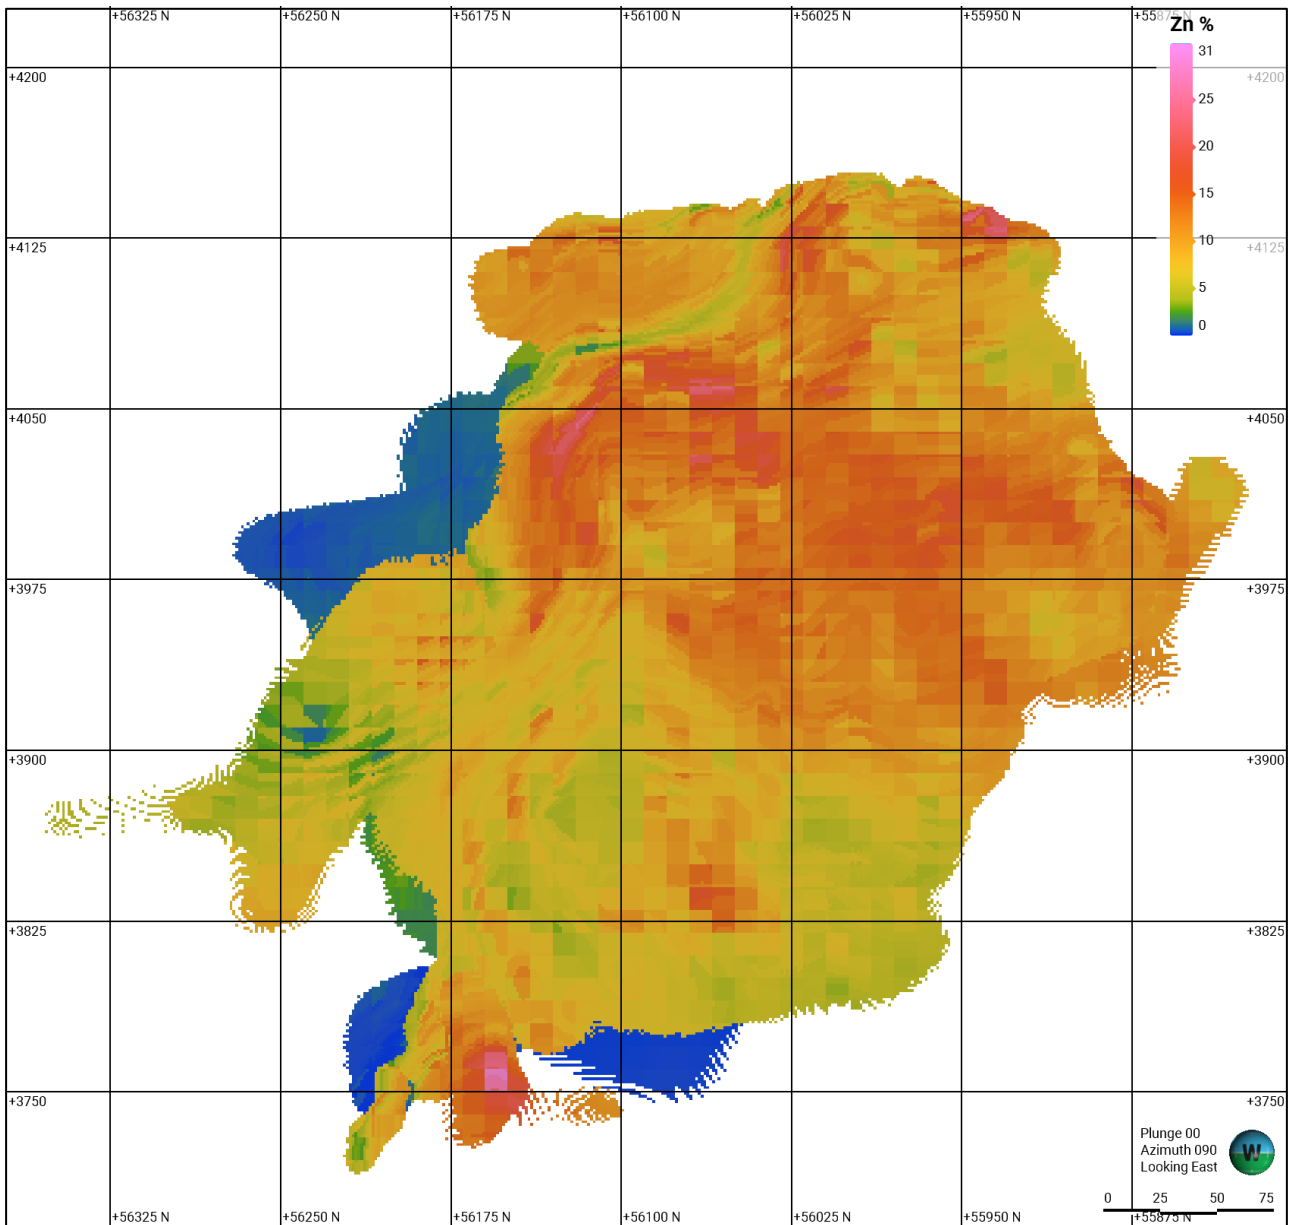 +56325 N +56250 N +56175 N +56100 N +56025 N +55950 N +55875 N
Zn %
31
25
20
15
10
5
0
+4200 +4200
+4125 +4125
+4050 +4050
+3975 +3975
+3900 +3900
+3825 +3825
+3750 +3750
Plunge 00
Azimuth 090
Looking East
W
0 25 50 75
+56325 N +56250 N +56175 N +56100 N +56025 N +55950 N +55875 N